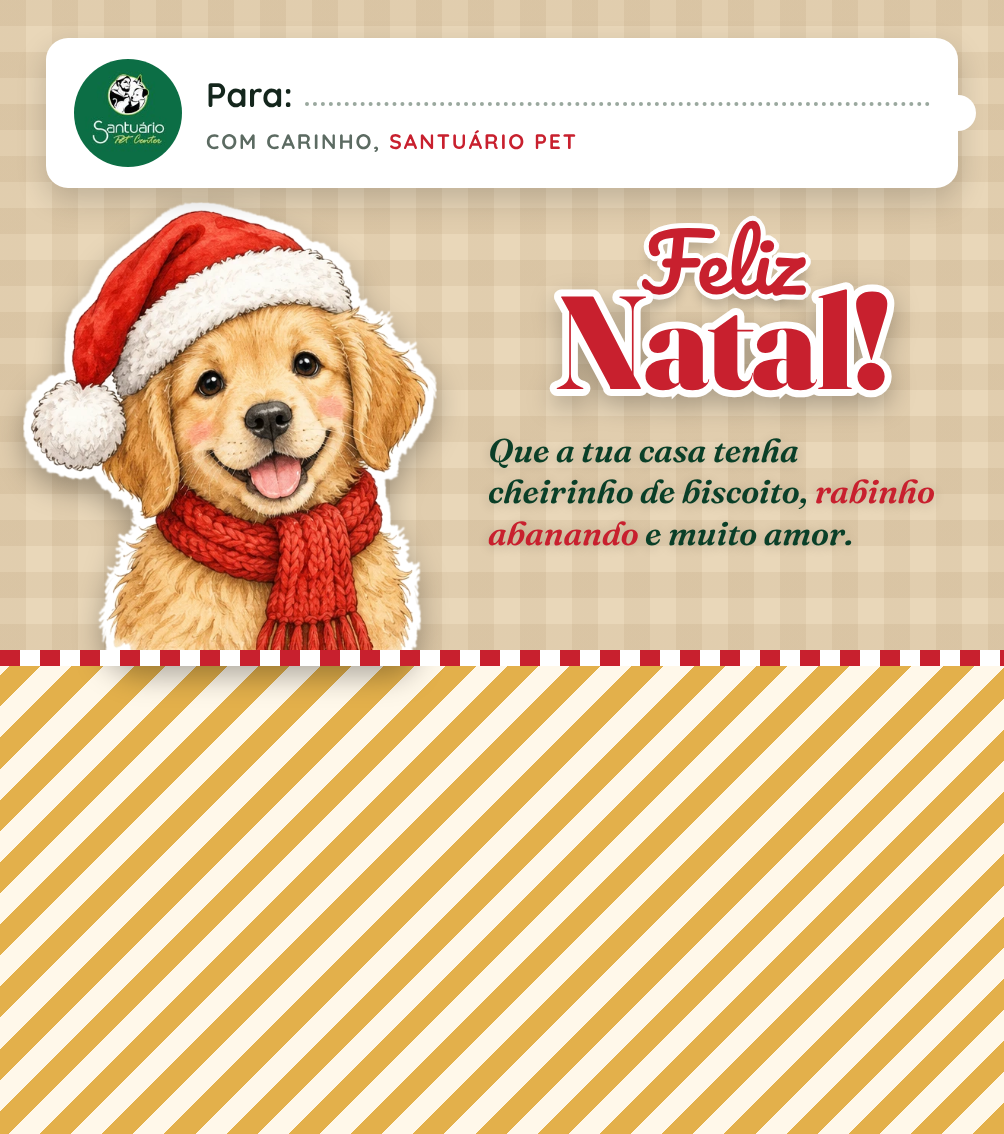 Santuário
Pet Center
Para:
COM CARINHO, SANTUÁRIO PET
Feliz
Natal!
Que a tua casa tenha
cheirinho de biscoito, rabinho
abanando e muito amor.